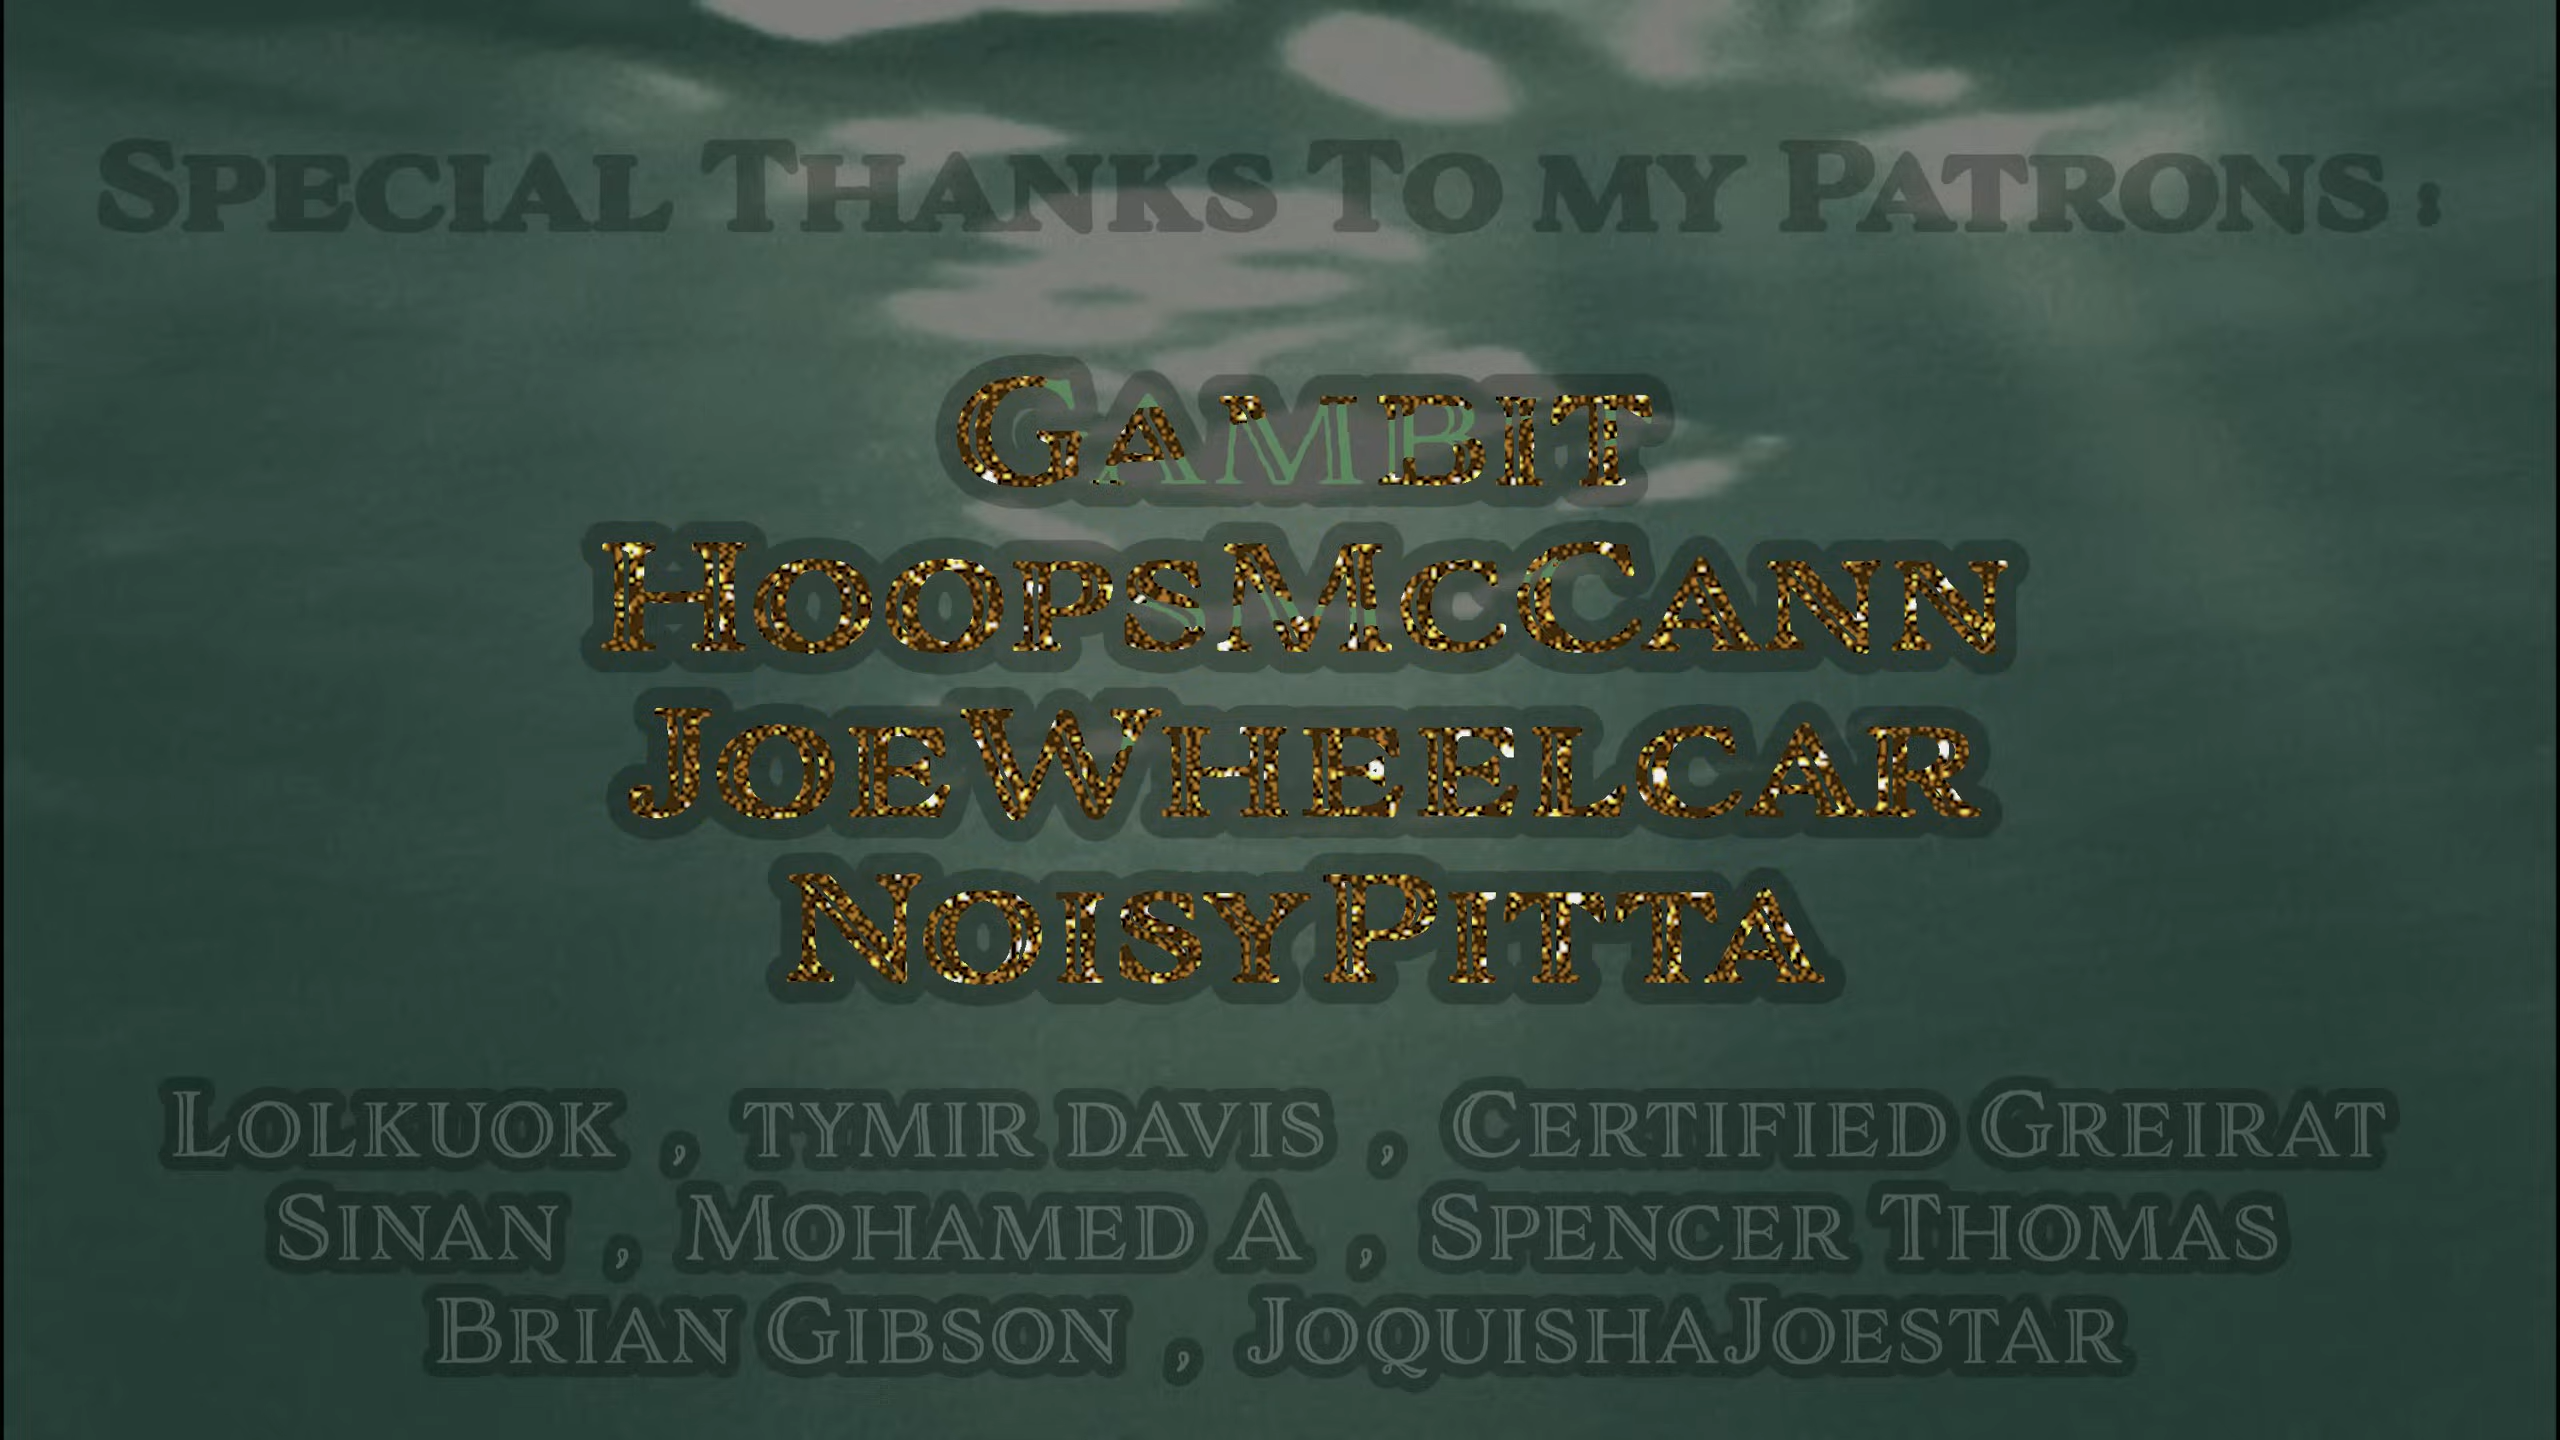 Special Thanks To my Patrons :
Gambit
HoopsMcCann
JoeWheelcar
NoisyPitta
Lolkuok , tymir davis , Certified Greirat
Sinan , Mohamed A , Spencer Thomas
Brian Gibson , JoquishaJoestar